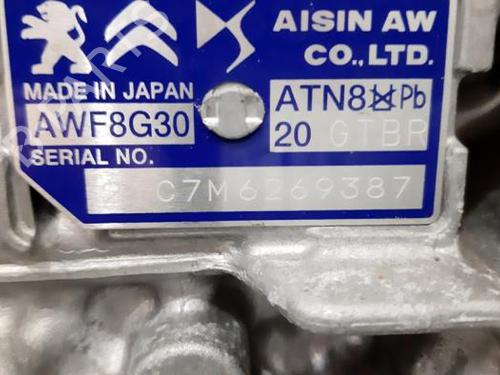 AISIN AW
CO.,LTD.
MADE IN JAPAN
AWF8G30
ATN8 Pb
20 GTBR
SERIAL NO.
C7M6269387